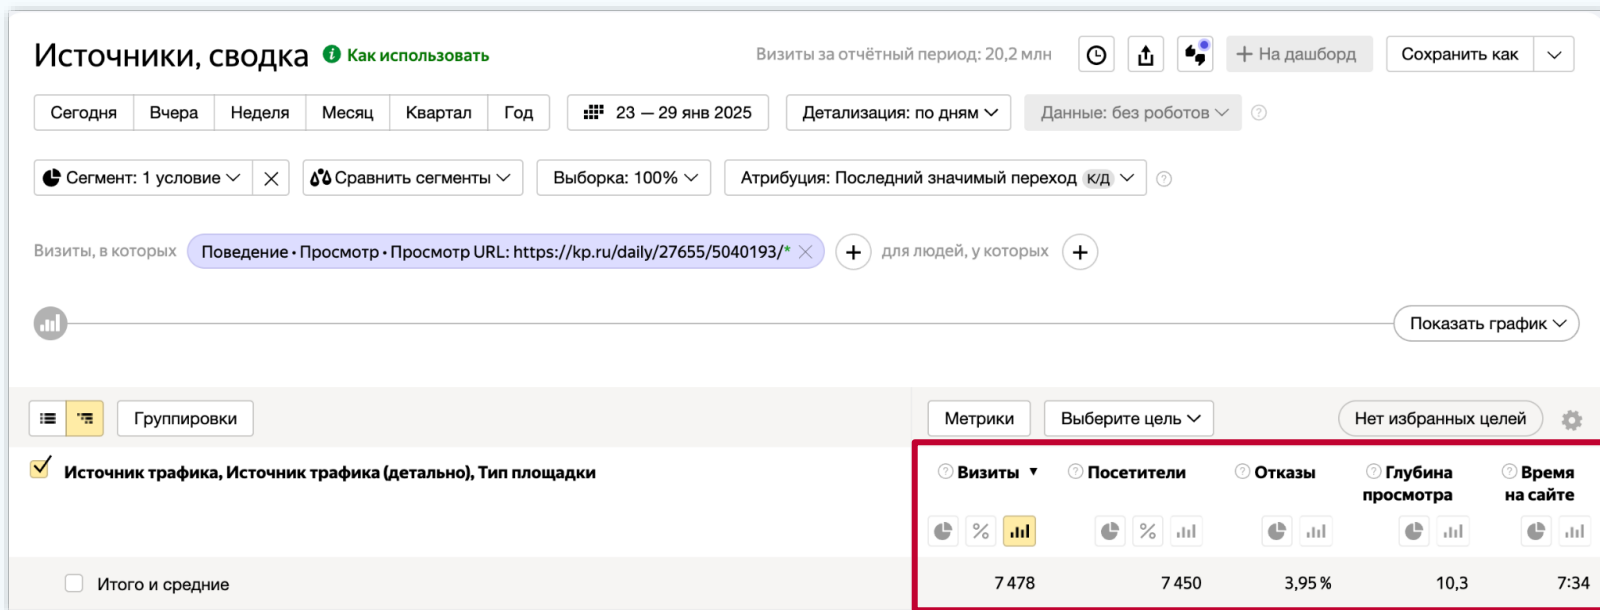 Источники, сводка Как использовать Визиты за отчётный период: 20,2 млн + На дашборд Сохранить как
Сегодня Вчера Неделя Месяц Квартал Год 23 — 29 янв 2025 Детализация: по дням Данные: без роботов ?
Сегмент: 1 условие Сравнить сегменты Выборка: 100% Атрибуция: Последний значимый переход К/Д ?
Визиты, в которых Поведение • Просмотр • Просмотр URL: https://kp.ru/daily/27655/5040193/* × + для людей, у которых +
Показать график
Группировки Метрики Выберите цель Нет избранных целей
Источник трафика, Источник трафика (детально), Тип площадки ? Визиты ▼ ? Посетители ? Отказы ? Глубина просмотра ? Время на сайте
% %
Итого и средние 7 478 7 450 3,95 % 10,3 7:34